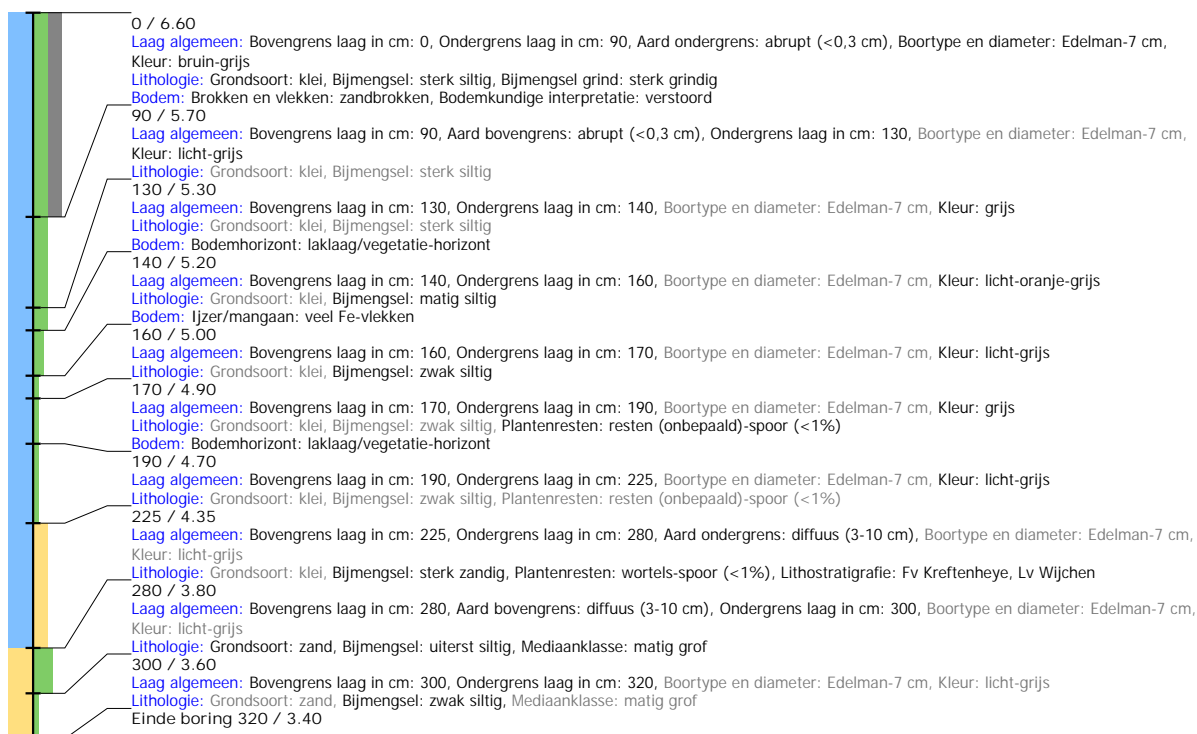 0 / 6.60
Laag algemeen: Bovengrens laag in cm: 0, Ondergrens laag in cm: 90, Aard ondergrens: abrupt (<0,3 cm), Boortype en diameter: Edelman-7 cm,
Kleur: bruin-grijs
Lithologie: Grondsoort: klei, Bijmengsel: sterk siltig, Bijmengsel grind: sterk grindig
Bodem: Brokken en vlekken: zandbrokken, Bodemkundige interpretatie: verstoord
90 / 5.70
Laag algemeen: Bovengrens laag in cm: 90, Aard bovengrens: abrupt (<0,3 cm), Ondergrens laag in cm: 130, Boortype en diameter: Edelman-7 cm,
Kleur: licht-grijs
Lithologie: Grondsoort: klei, Bijmengsel: sterk siltig
130 / 5.30
Laag algemeen: Bovengrens laag in cm: 130, Ondergrens laag in cm: 140, Boortype en diameter: Edelman-7 cm, Kleur: grijs
Lithologie: Grondsoort: klei, Bijmengsel: sterk siltig
Bodem: Bodemhorizont: laklaag/vegetatie-horizont
140 / 5.20
Laag algemeen: Bovengrens laag in cm: 140, Ondergrens laag in cm: 160, Boortype en diameter: Edelman-7 cm, Kleur: licht-oranje-grijs
Lithologie: Grondsoort: klei, Bijmengsel: matig siltig
Bodem: Ijzer/mangaan: veel Fe-vlekken
160 / 5.00
Laag algemeen: Bovengrens laag in cm: 160, Ondergrens laag in cm: 170, Boortype en diameter: Edelman-7 cm, Kleur: licht-grijs
Lithologie: Grondsoort: klei, Bijmengsel: zwak siltig
170 / 4.90
Laag algemeen: Bovengrens laag in cm: 170, Ondergrens laag in cm: 190, Boortype en diameter: Edelman-7 cm, Kleur: grijs
Lithologie: Grondsoort: klei, Bijmengsel: zwak siltig, Plantenresten: resten (onbepaald)-spoor (<1%)
Bodem: Bodemhorizont: laklaag/vegetatie-horizont
190 / 4.70
Laag algemeen: Bovengrens laag in cm: 190, Ondergrens laag in cm: 225, Boortype en diameter: Edelman-7 cm, Kleur: licht-grijs
Lithologie: Grondsoort: klei, Bijmengsel: zwak siltig, Plantenresten: resten (onbepaald)-spoor (<1%)
225 / 4.35
Laag algemeen: Bovengrens laag in cm: 225, Ondergrens laag in cm: 280, Aard ondergrens: diffuus (3-10 cm), Boortype en diameter: Edelman-7 cm,
Kleur: licht-grijs
Lithologie: Grondsoort: klei, Bijmengsel: sterk zandig, Plantenresten: wortels-spoor (<1%), Lithostratigrafie: Fv Kreftenheye, Lv Wijchen
280 / 3.80
Laag algemeen: Bovengrens laag in cm: 280, Aard bovengrens: diffuus (3-10 cm), Ondergrens laag in cm: 300, Boortype en diameter: Edelman-7 cm,
Kleur: licht-grijs
Lithologie: Grondsoort: zand, Bijmengsel: uiterst siltig, Mediaanklasse: matig grof
300 / 3.60
Laag algemeen: Bovengrens laag in cm: 300, Ondergrens laag in cm: 320, Boortype en diameter: Edelman-7 cm, Kleur: licht-grijs
Lithologie: Grondsoort: zand, Bijmengsel: zwak siltig, Mediaanklasse: matig grof
Einde boring 320 / 3.40